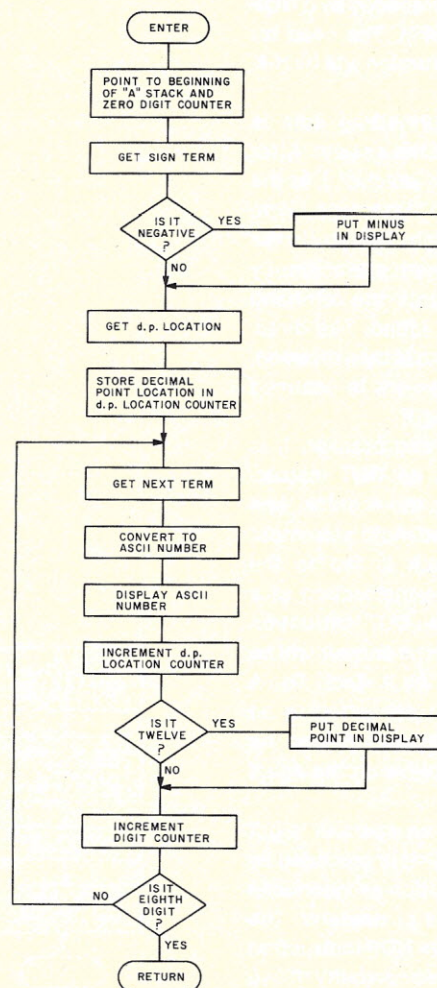 ENTER
POINT TO BEGINNING
OF "A" STACK AND
ZERO DIGIT COUNTER
GET SIGN TERM
IS IT
NEGATIVE
?
YES
NO
PUT MINUS
IN DISPLAY
GET d.p. LOCATION
STORE DECIMAL
POINT LOCATION IN
d.p. LOCATION COUNTER
GET NEXT TERM
CONVERT TO
ASCII NUMBER
DISPLAY ASCII
NUMBER
INCREMENT d.p.
LOCATION COUNTER
IS IT
TWELVE
?
YES
NO
PUT DECIMAL
POINT IN DISPLAY
INCREMENT
DIGIT COUNTER
IS IT
EIGHTH
DIGIT
?
NO
YES
RETURN